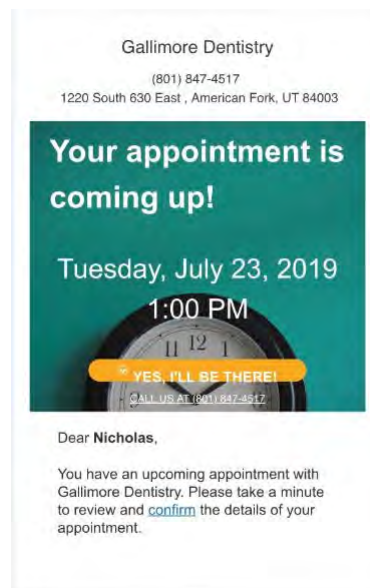 Gallimore Dentistry
(801) 847-4517
1220 South 630 East , American Fork, UT 84003
Your appointment is
coming up!
Tuesday, July 23, 2019
1:00 PM
11 12 1
YES, I'LL BE THERE!
CALL US AT (801) 847-4517
Dear Nicholas,
You have an upcoming appointment with
Gallimore Dentistry. Please take a minute
to review and confirm the details of your
appointment.